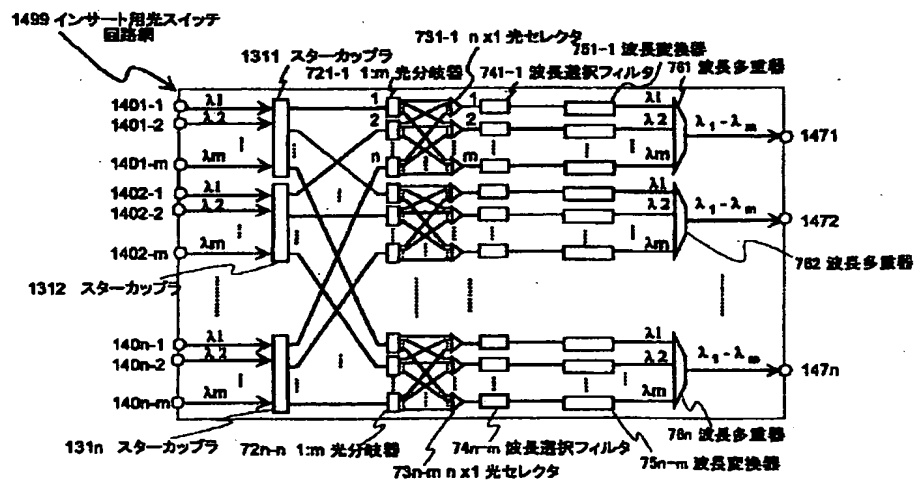 1499 インサート用光スイッチ
回路網
1311 スターカップラ
721-1 1:m 光分岐器
731-1 n x1 光セレクタ
741-1 波長選択フィルタ
751-1 波長変換器
761
波長多重器
1401-1
1401-2
1401-m
1402-1
1402-2
1402-m
140n-1
140n-2
140n-m
λ1
λ2
λm
λ1
λ2
λm
λ1
λ2
λm
1
2
n
1
2
m
λ1
λ2
λm
λ1
λ2
λm
λ1
λ2
λm
λ1-λm
λ1-λm
λ1-λm
1471
1472
147n
1312 スターカップラ
762 波長多重器
131n スターカップラ
72n-n 1:m 光分岐器
73n-m n x1 光セレクタ
74n-m 波長選択フィルタ
75n-m 波長変換器
76n 波長多重器